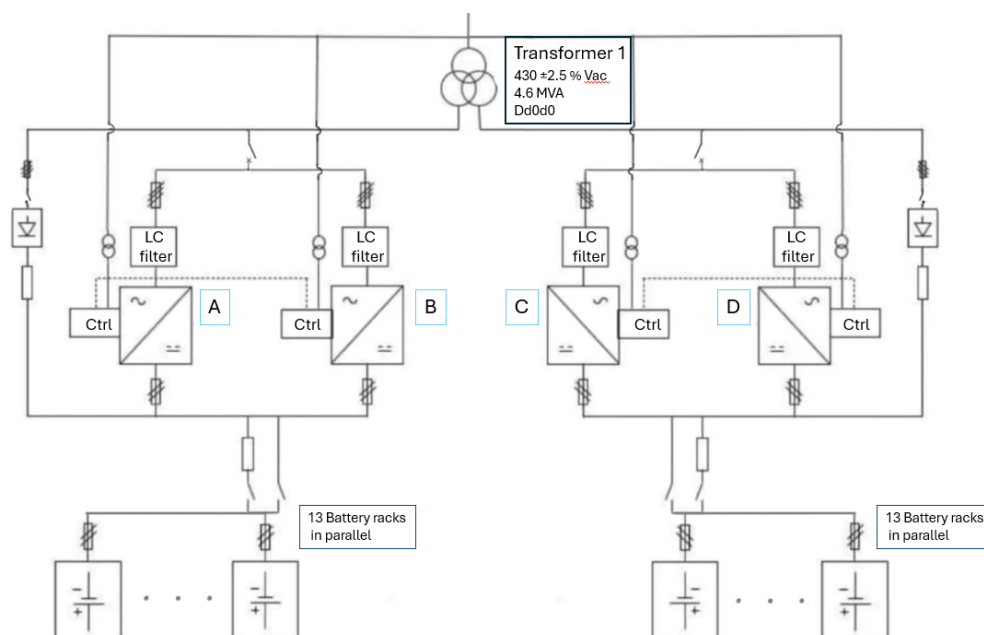 Transformer 1
430 ±2.5 % Vac
4.6 MVA
Dd0d0
LC
filter
LC
filter
LC
filter
LC
filter
A
B
C
D
Ctrl
Ctrl
Ctrl
Ctrl
13 Battery racks
in parallel
13 Battery racks
in parallel